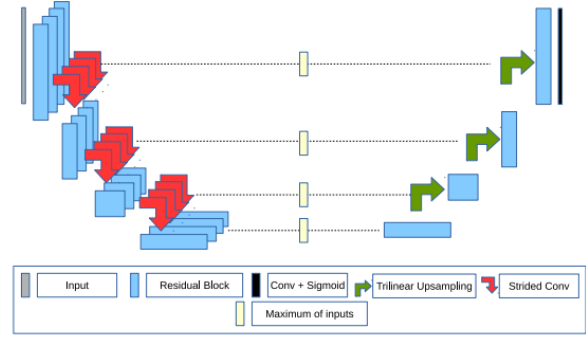 Input
Residual Block
Conv + Sigmoid
Trilinear Upsampling
Strided Conv
Maximum of inputs